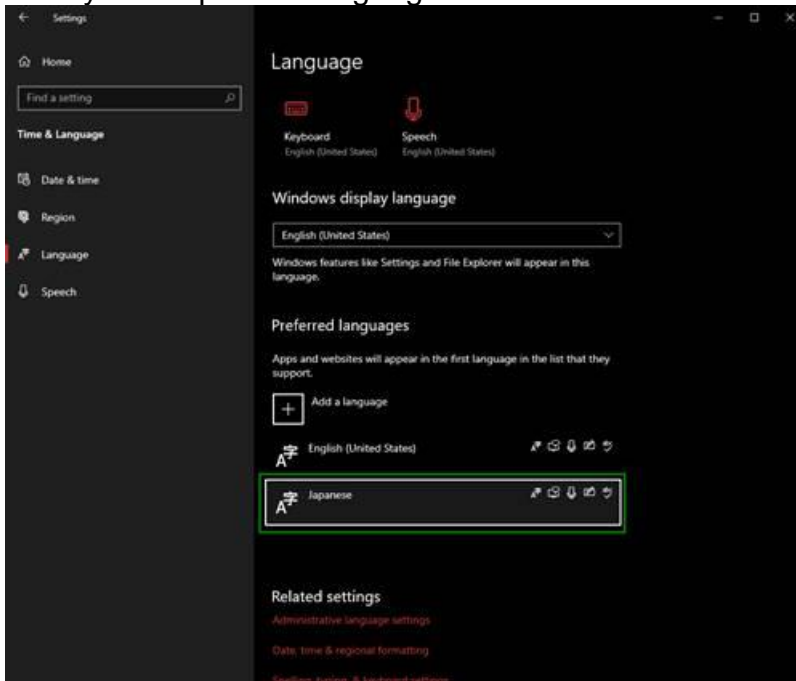 Settings
Home
Find a setting
Time & Language
Date & time
Region
Language
Speech
Language
Keyboard
English (United States)
Speech
English (United States)
Windows display language
English (United States)
Windows features like Settings and File Explorer will appear in this
language.
Preferred languages
Apps and websites will appear in the first language in the list that they
support.
Add a language
English (United States)
Japanese
Related settings
Administrative language settings
Date, time & regional formatting